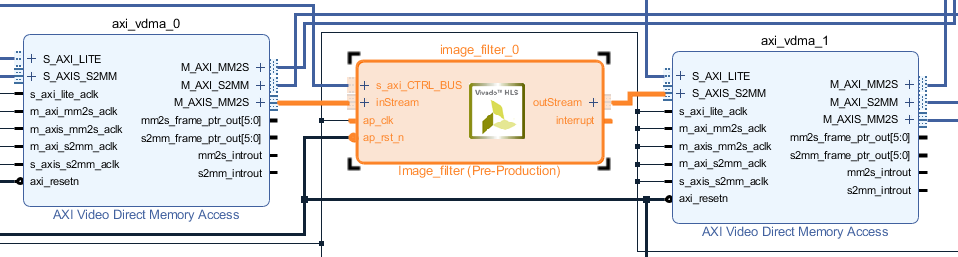 axi_vdma_0
S_AXI_LITE
S_AXIS_S2MM
s_axi_lite_aclk
m_axi_mm2s_aclk
m_axis_mm2s_aclk
m_axi_s2mm_aclk
s_axis_s2mm_aclk
axi_resetn
M_AXI_MM2S
M_AXI_S2MM
M_AXIS_MM2S
mm2s_frame_ptr_out[5:0]
s2mm_frame_ptr_out[5:0]
mm2s_introut
s2mm_introut
AXI Video Direct Memory Access
image_filter_0
s_axi_CTRL_BUS
inStream
ap_clk
ap_rst_n
Vivado™ HLS
outStream
interrupt
Image_filter (Pre-Production)
axi_vdma_1
S_AXI_LITE
S_AXIS_S2MM
s_axi_lite_aclk
m_axi_mm2s_aclk
m_axis_mm2s_aclk
m_axi_s2mm_aclk
s_axis_s2mm_aclk
axi_resetn
M_AXI_MM2S
M_AXI_S2MM
M_AXIS_MM2S
mm2s_frame_ptr_out[5:0]
s2mm_frame_ptr_out[5:0]
mm2s_introut
s2mm_introut
AXI Video Direct Memory Access